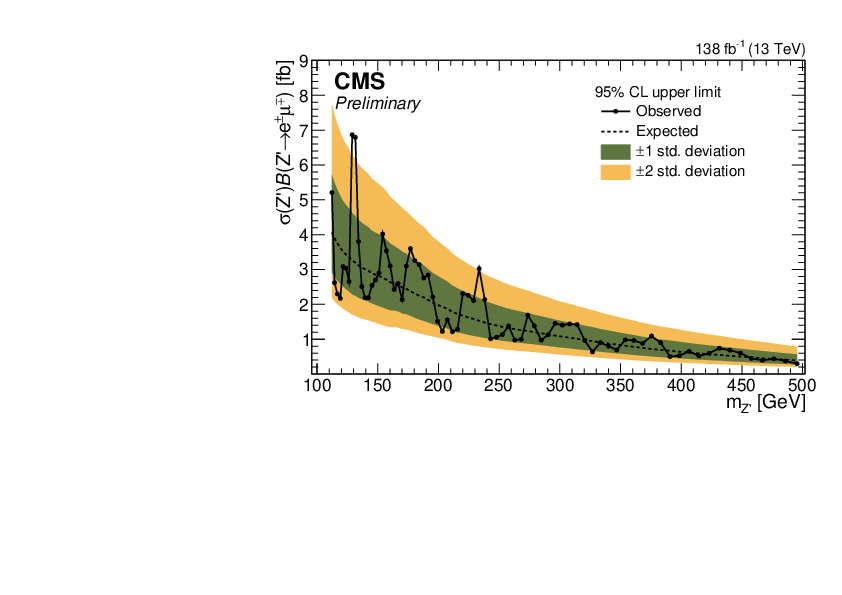 138 fb⁻¹ (13 TeV)
CMS
Preliminary
σ(Z')B(Z'→e±μ∓) [fb]
95% CL upper limit
Observed
Expected
±1 std. deviation
±2 std. deviation
9
8
7
6
5
4
3
2
1
100 150 200 250 300 350 400 450 500
m_Z' [GeV]